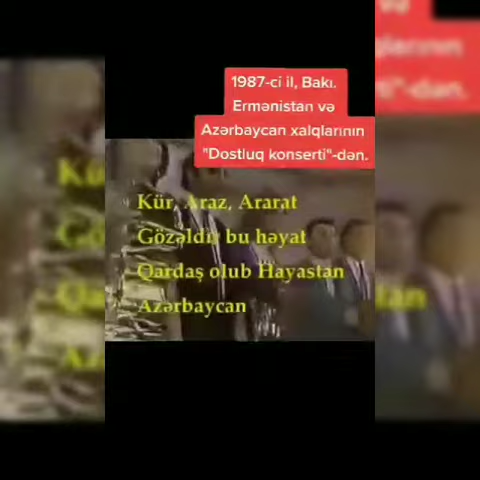 1987-ci il, Bakı.
Ermənistan və
Azərbaycan xalqlarının
"Dostluq konserti"-dən.
Kür, Araz, Ararat
Gözəldir bu həyat
Qardaş olub Hayastan
Azərbaycan